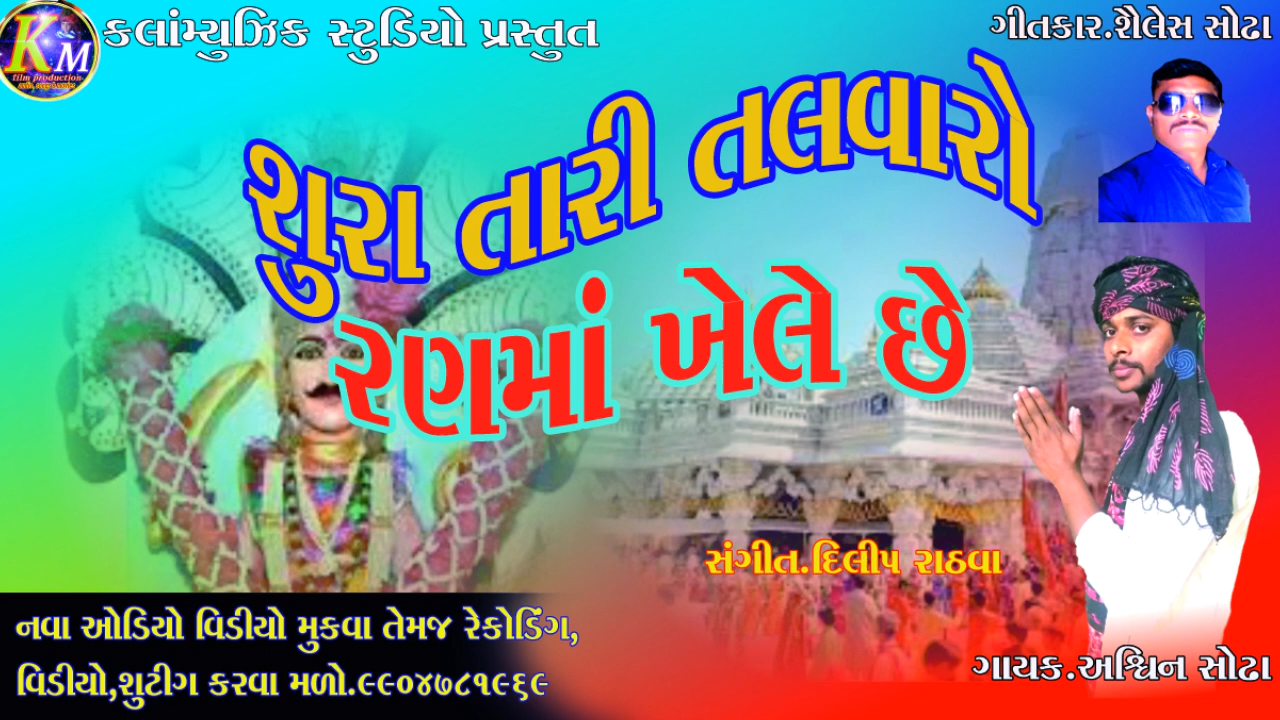 KM
film production
કલાંમ્યુઝિક સ્ટુડિયો પ્રસ્તુત
ગીતકાર.શૈલેસ સોઢા
શુરા તારી તલવારો
રણમાં ખેલે છે
સંગીત.દિલીપ રાઠવા
નવા ઓડિયો વિડીયો મુકવા તેમજ રેકોર્ડિંગ,
વિડીયો,શુટીગ કરવા મળો.૯૯૦૪૭૮૧૯૬૯
ગાયક.અશ્વિન સોઢા